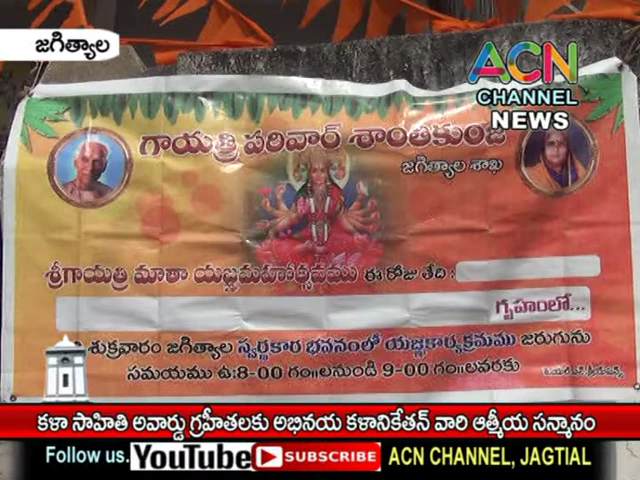 జగిత్యాల
ACN
CHANNEL
NEWS
గాయత్రి పరివార్ శాంతికుంజ్
జగిత్యాల శాఖ
శ్రీగాయత్రి మాతా యజ్ఞమహోత్సవము ఈ రోజు తేది :
గృహంలో...
శుక్రవారం జగిత్యాల స్వర్ణకార భవనంలో యజ్ఞకార్యక్రమము జరుగును
సమయము ఉ:8-00 గం॥లనుండి 9-00 గం॥లవరకు
కళా సాహితి అవార్డు గ్రహీతలకు అభినయ కళానికేతన్ వారి ఆత్మీయ సన్మానం
Follow us. YouTube SUBSCRIBE ACN CHANNEL, JAGTIAL